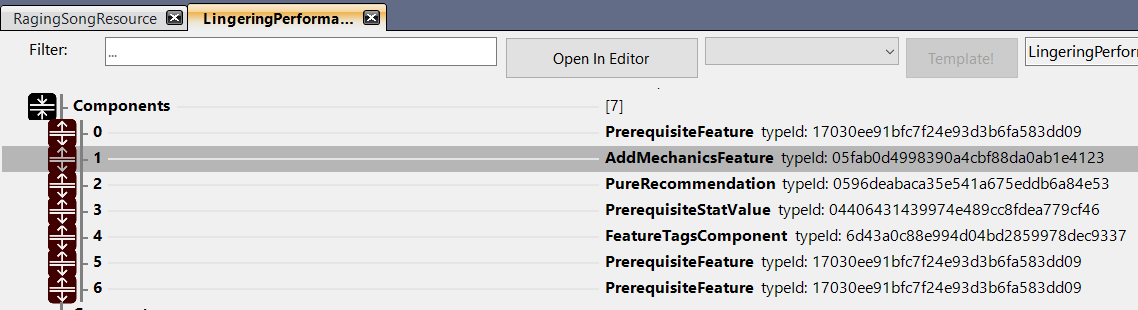 RagingSongResource LingeringPerforma...
Filter: ... Open In Editor Template! LingeringPerform
Components [7]
0 PrerequisiteFeature typeId: 17030ee91bfc7f24e93d3b6fa583dd09
1 AddMechanicsFeature typeId: 05fab0d4998390a4cbf88da0ab1e4123
2 PureRecommendation typeId: 0596deabaca35e541a675eddb6a84e53
3 PrerequisiteStatValue typeId: 04406431439974e489cc8fdea779cf46
4 FeatureTagsComponent typeId: 6d43a0c88e994d04bd2859978dec9337
5 PrerequisiteFeature typeId: 17030ee91bfc7f24e93d3b6fa583dd09
6 PrerequisiteFeature typeId: 17030ee91bfc7f24e93d3b6fa583dd09